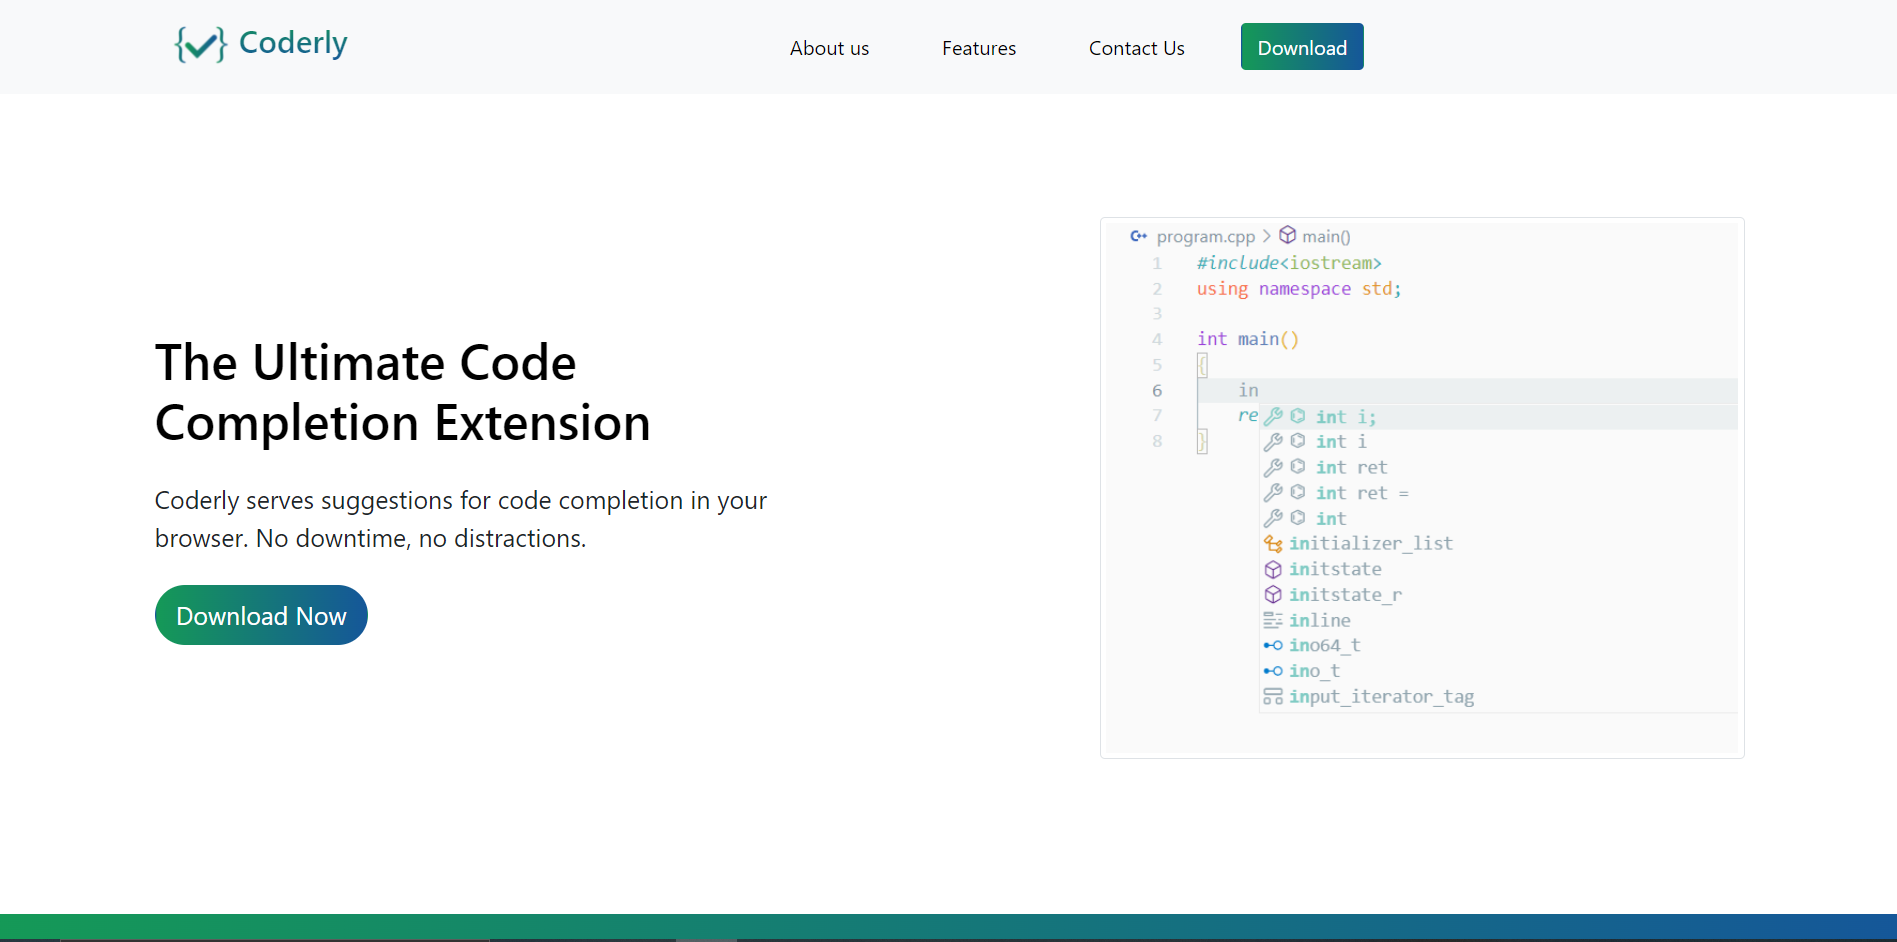 Coderly
About us
Features
Contact Us
Download
The Ultimate Code
Completion Extension
Coderly serves suggestions for code completion in your
browser. No downtime, no distractions.
Download Now
program.cpp > main()
1 #include<iostream>
2 using namespace std;
3
4 int main()
5 {
6 in
7 re
8 }
int i;
int i
int ret
int ret =
int
initializer_list
initstate
initstate_r
inline
ino64_t
ino_t
input_iterator_tag